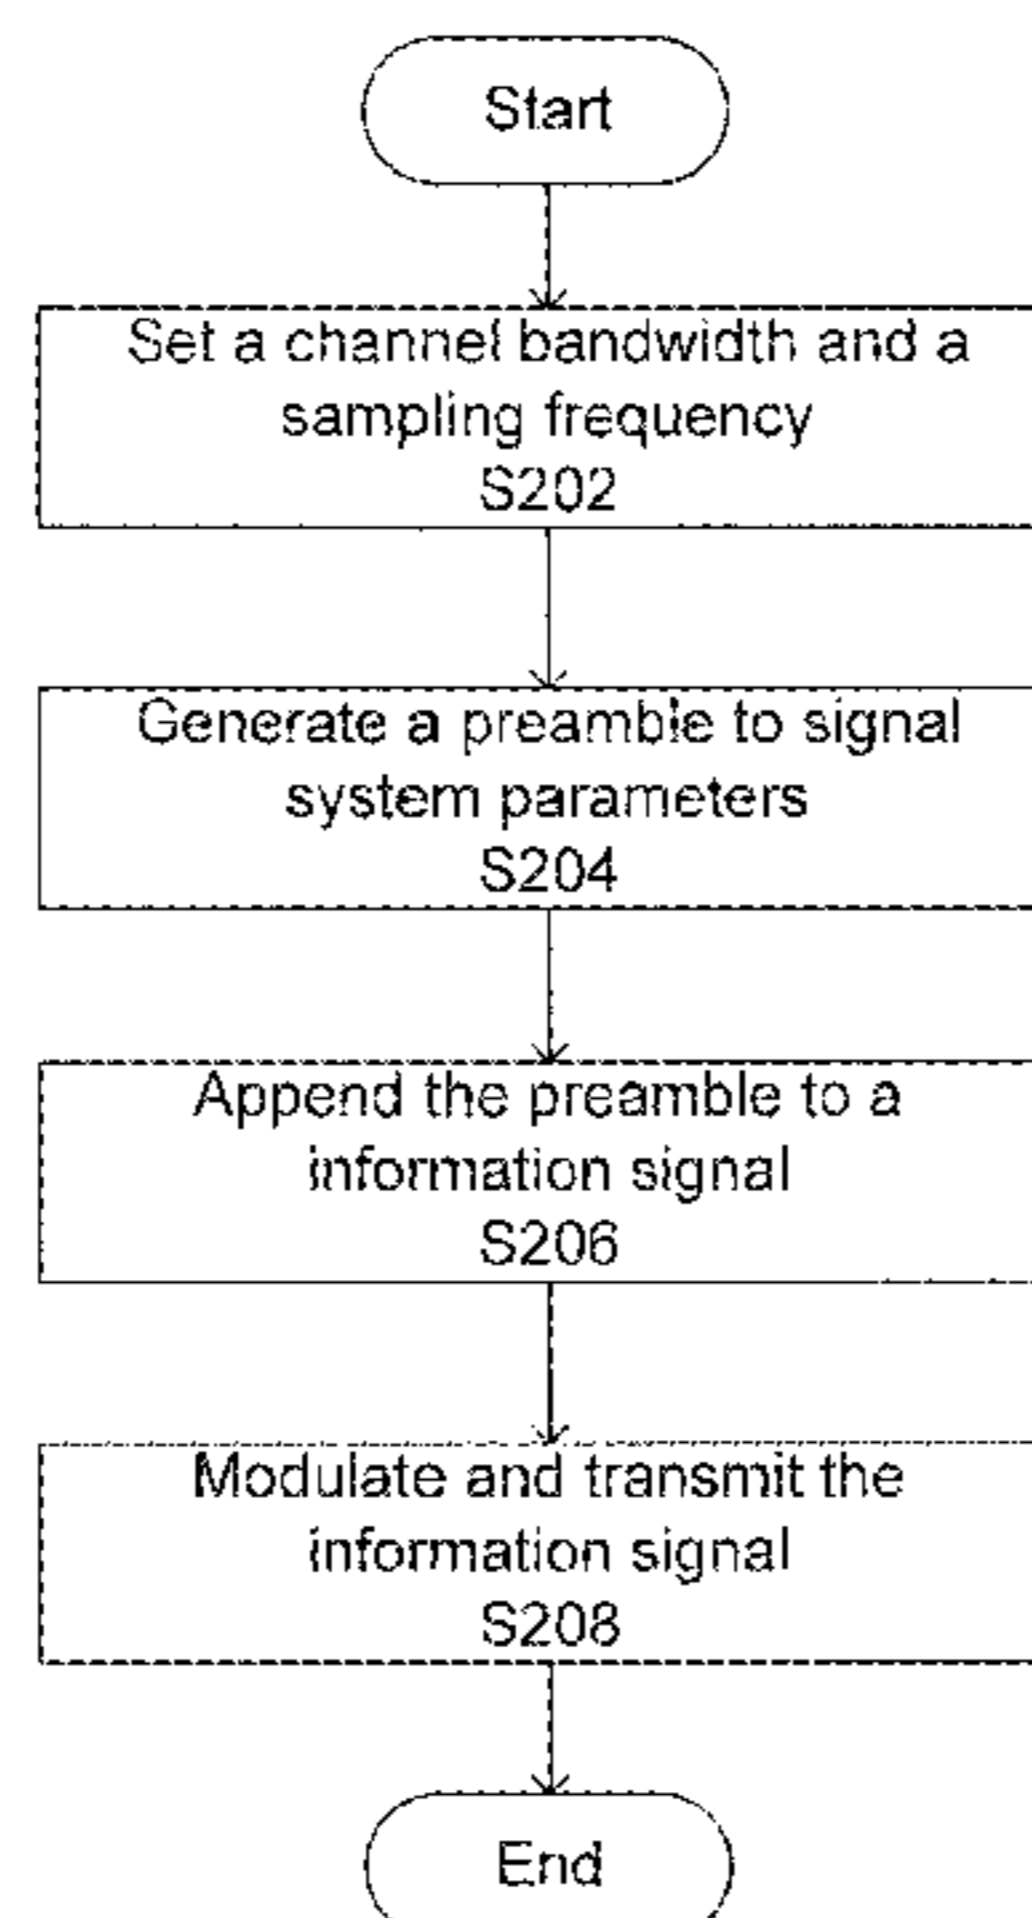 Start
Set a channel bandwidth and a
sampling frequency
S202
Generate a preamble to signal
system parameters
S204
Append the preamble to a
information signal
S206
Modulate and transmit the
information signal
S208
End